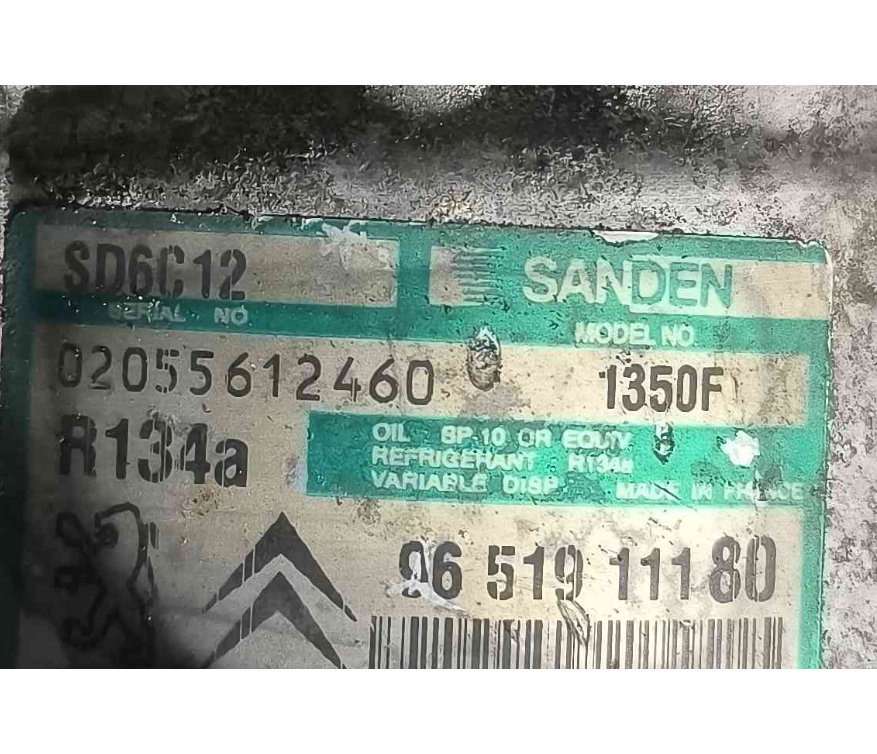 SD6C12
SANDEN
SERIAL NO
MODEL NO.
02055612460
1350F
R134a
OIL SP-10 OR EQUIV
REFRIGERANT R134a
VARIABLE DISP. MADE IN FRANCE
96 519 111 80